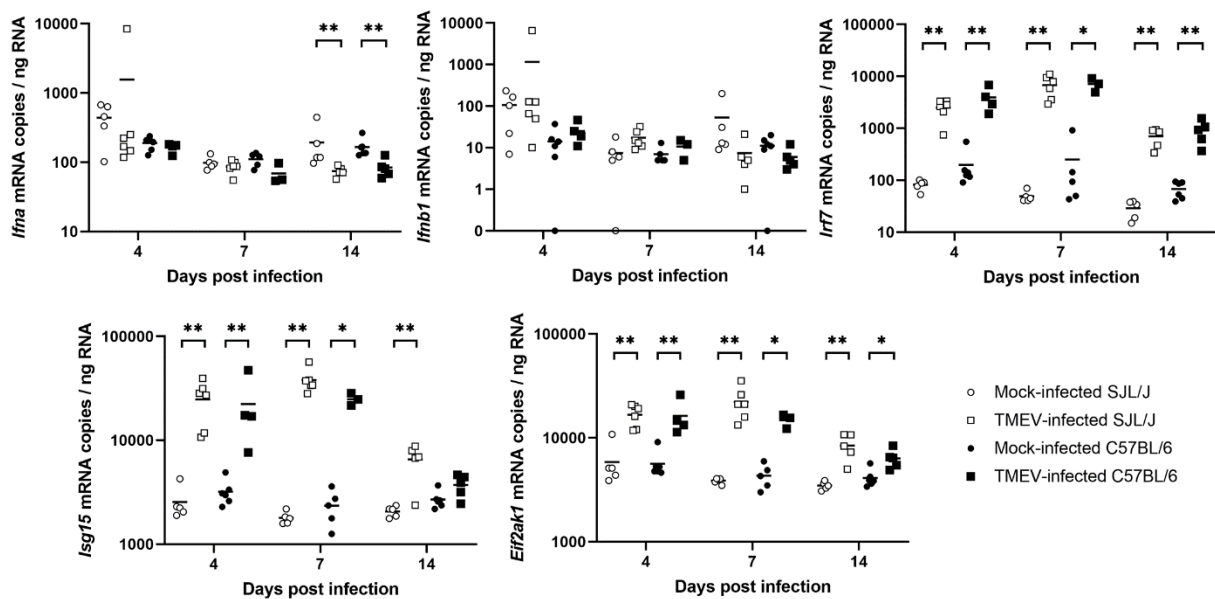 Ifna mRNA copies / ng RNA
10000
1000
100
10
** **
4 7 14
Days post infection
Ifnb1 mRNA copies / ng RNA
10000
1000
100
10
1
0
4 7 14
Days post infection
Irf7 mRNA copies / ng RNA
100000
10000
1000
100
10
** ** ** * ** **
4 7 14
Days post infection
Isg15 mRNA copies / ng RNA
100000
10000
1000
** ** ** * **
4 7 14
Days post infection
Eif2ak1 mRNA copies / ng RNA
100000
10000
1000
** ** ** * ** *
4 7 14
Days post infection
Mock-infected SJL/J
TMEV-infected SJL/J
Mock-infected C57BL/6
TMEV-infected C57BL/6